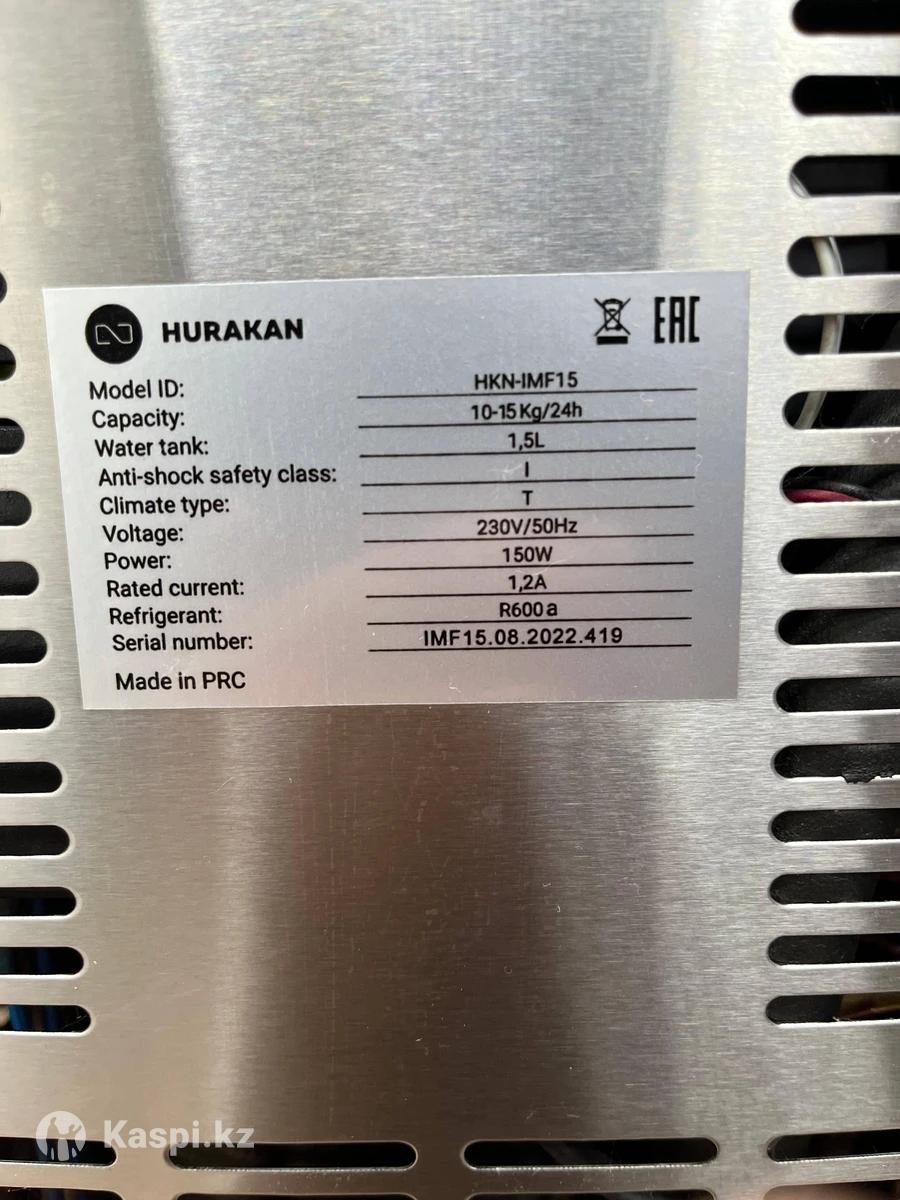 HURAKAN
EAC
Model ID: HKN-IMF15
Capacity: 10-15Kg/24h
Water tank: 1,5L
Anti-shock safety class: I
Climate type: T
Voltage: 230V/50Hz
Power: 150W
Rated current: 1,2A
Refrigerant: R600a
Serial number: IMF15.08.2022.419
Made in PRC
Kaspi.kz